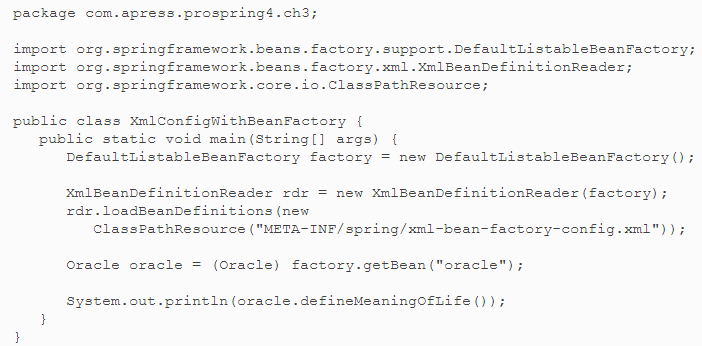 package com.apress.prospring4.ch3;
import org.springframework.beans.factory.support.DefaultListableBeanFactory;
import org.springframework.beans.factory.xml.XmlBeanDefinitionReader;
import org.springframework.core.io.ClassPathResource;
public class XmlConfigWithBeanFactory {
public static void main(String[] args) {
DefaultListableBeanFactory factory = new DefaultListableBeanFactory();
XmlBeanDefinitionReader rdr = new XmlBeanDefinitionReader(factory);
rdr.loadBeanDefinitions(new
ClassPathResource("META-INF/spring/xml-bean-factory-config.xml"));
Oracle oracle = (Oracle) factory.getBean("oracle");
System.out.println(oracle.defineMeaningOfLife());
}
}